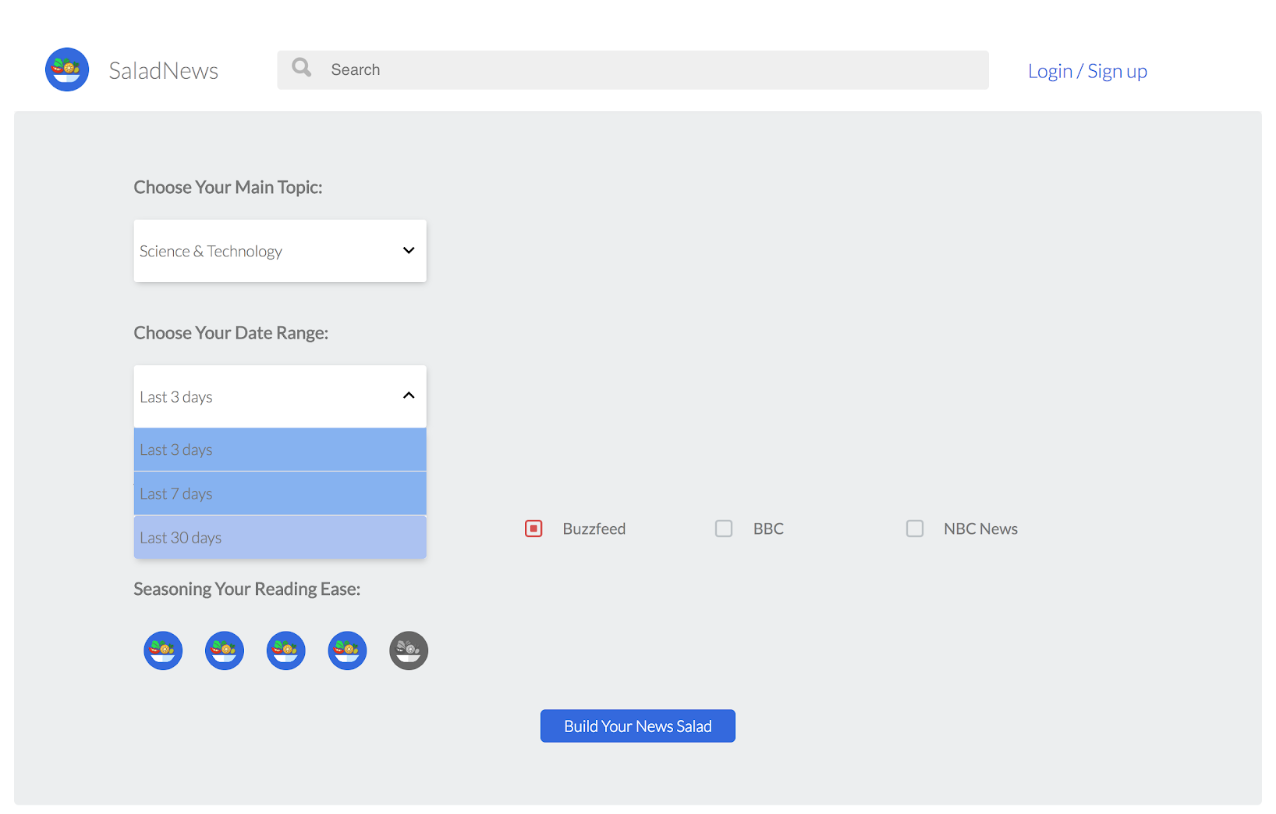 SaladNews
Search
Login / Sign up
Choose Your Main Topic:
Science & Technology
Choose Your Date Range:
Last 3 days
Last 3 days
Last 7 days
Last 30 days
Buzzfeed BBC NBC News
Seasoning Your Reading Ease:
Build Your News Salad